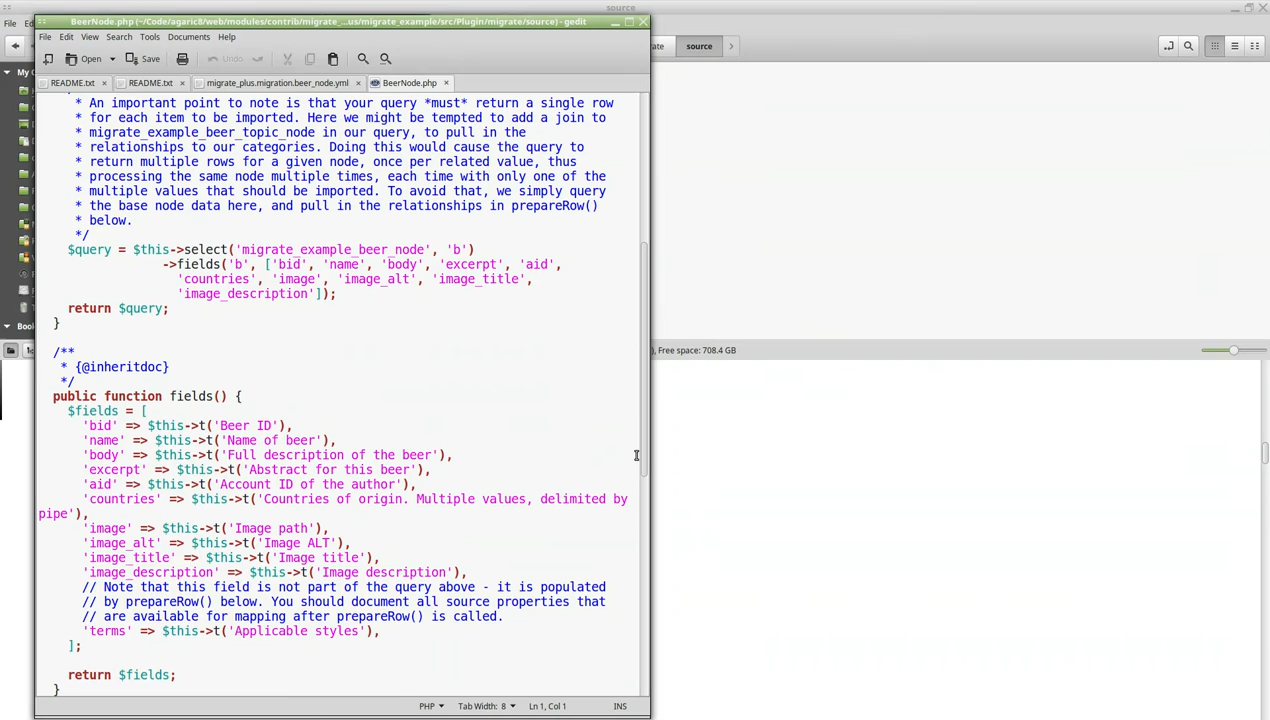 BeerNode.php (~/Code/agaric8/web/modules/contrib/migrate_...us/migrate_example/src/Plugin/migrate/source) - gedit
File Edit View Search Tools Documents Help
Open Save Undo
README.txt README.txt migrate_plus.migration.beer_node.yml BeerNode.php
* An important point to note is that your query *must* return a single row
* for each item to be imported. Here we might be tempted to add a join to
* migrate_example_beer_topic_node in our query, to pull in the
* relationships to our categories. Doing this would cause the query to
* return multiple rows for a given node, once per related value, thus
* processing the same node multiple times, each time with only one of the
* multiple values that should be imported. To avoid that, we simply query
* the base node data here, and pull in the relationships in prepareRow()
* below.
*/
$query = $this->select('migrate_example_beer_node', 'b')
->fields('b', ['bid', 'name', 'body', 'excerpt', 'aid',
'countries', 'image', 'image_alt', 'image_title',
'image_description']);
return $query;
}
/**
* {@inheritdoc}
*/
public function fields() {
$fields = [
'bid' => $this->t('Beer ID'),
'name' => $this->t('Name of beer'),
'body' => $this->t('Full description of the beer'),
'excerpt' => $this->t('Abstract for this beer'),
'aid' => $this->t('Account ID of the author'),
'countries' => $this->t('Countries of origin. Multiple values, delimited by
pipe'),
'image' => $this->t('Image path'),
'image_alt' => $this->t('Image ALT'),
'image_title' => $this->t('Image title'),
'image_description' => $this->t('Image description'),
// Note that this field is not part of the query above - it is populated
// by prepareRow() below. You should document all source properties that
// are available for mapping after prepareRow() is called.
'terms' => $this->t('Applicable styles'),
];
return $fields;
}
PHP Tab Width: 8 Ln 1, Col 1 INS
File
source
My
Book
), Free space: 708.4 GB